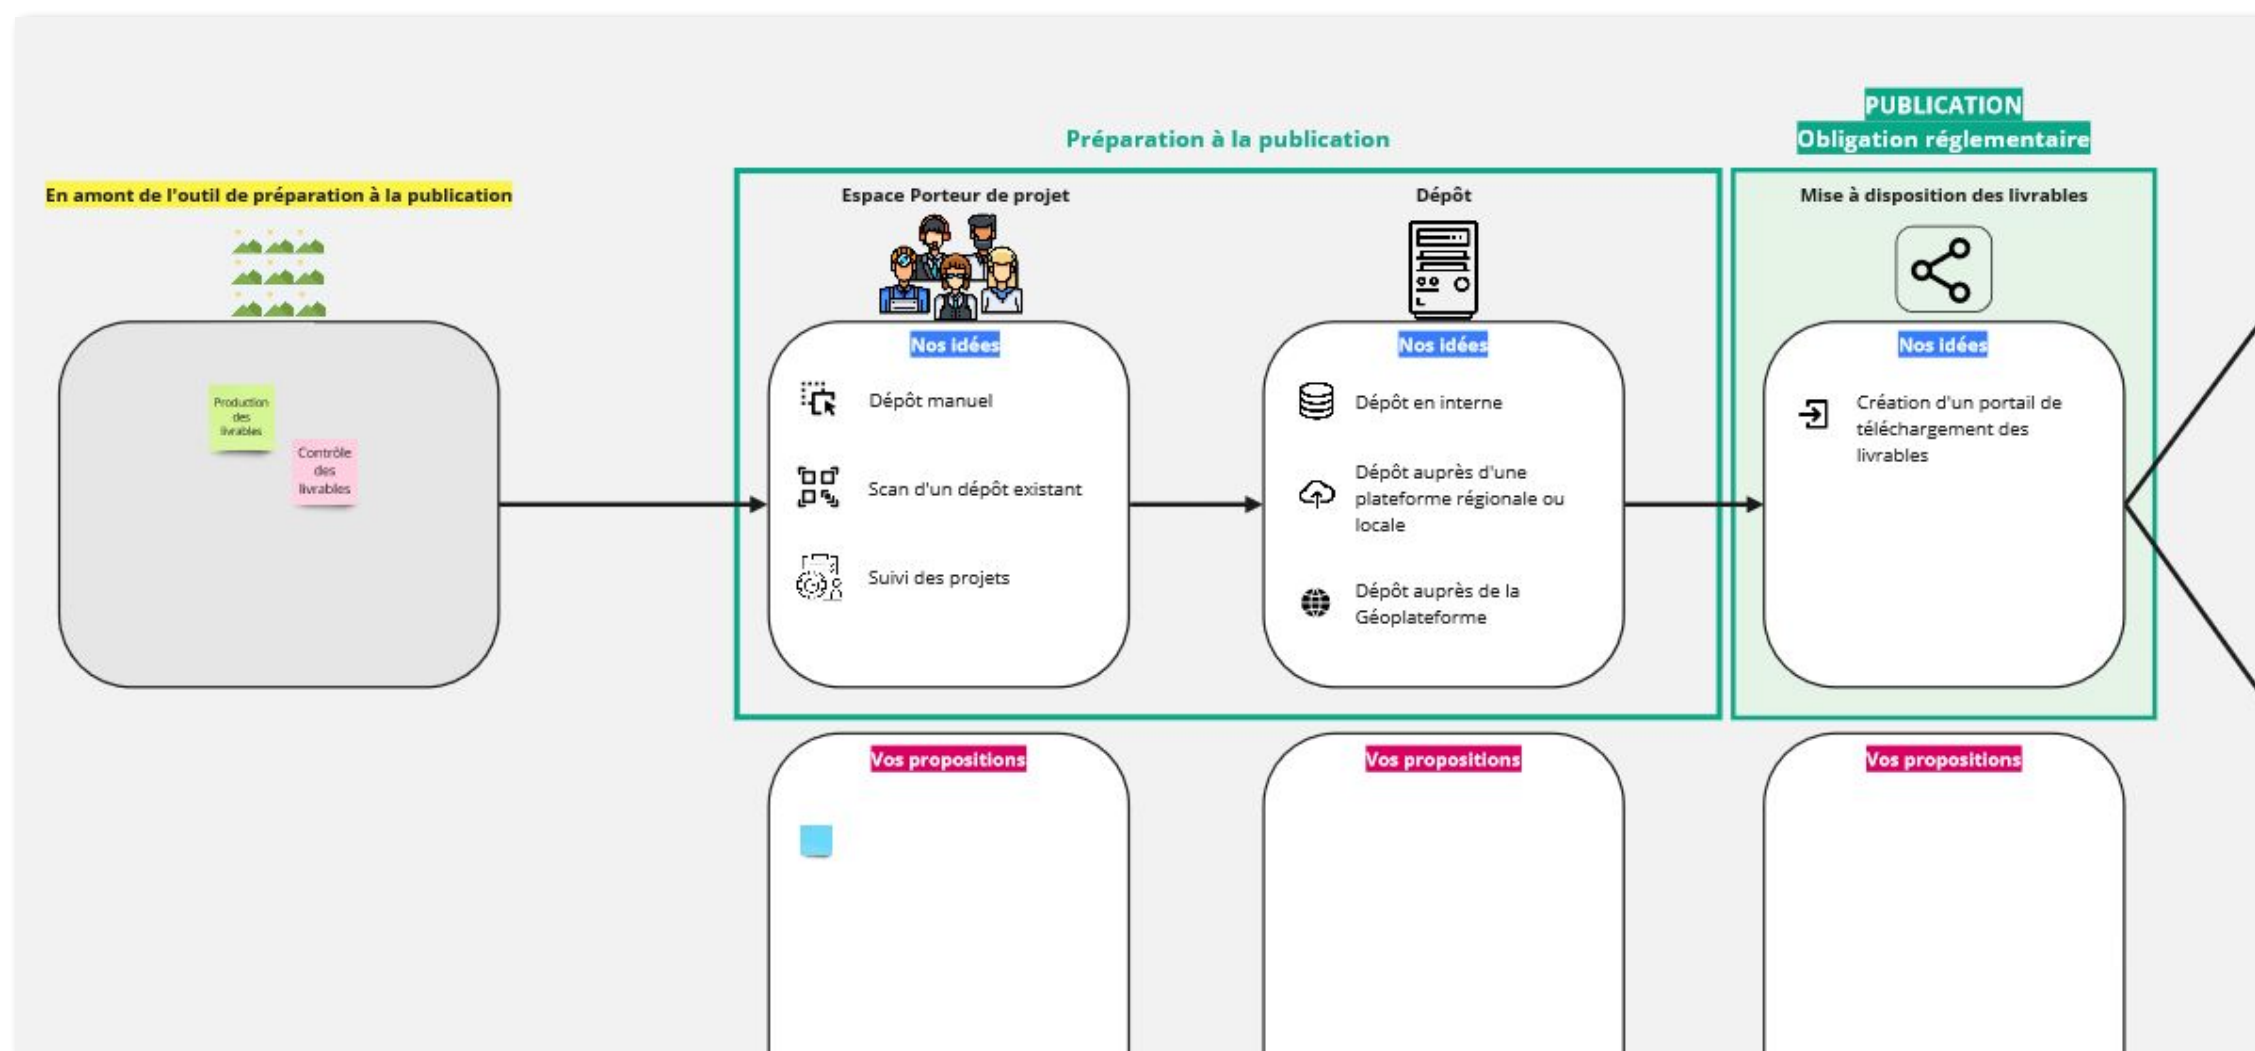 PUBLICATION
Obligation réglementaire
Préparation à la publication
En amont de l'outil de préparation à la publication
Production
des
livrables
Contrôle
des
livrables
Espace Porteur de projet
Nos idées
Dépôt manuel
Scan d'un dépôt existant
Suivi des projets
Dépôt
Nos idées
Dépôt en interne
Dépôt auprès d'une
plateforme régionale ou
locale
Dépôt auprès de la
Géoplateforme
Mise à disposition des livrables
Nos idées
Création d'un portail de
téléchargement des
livrables
Vos propositions
Vos propositions
Vos propositions